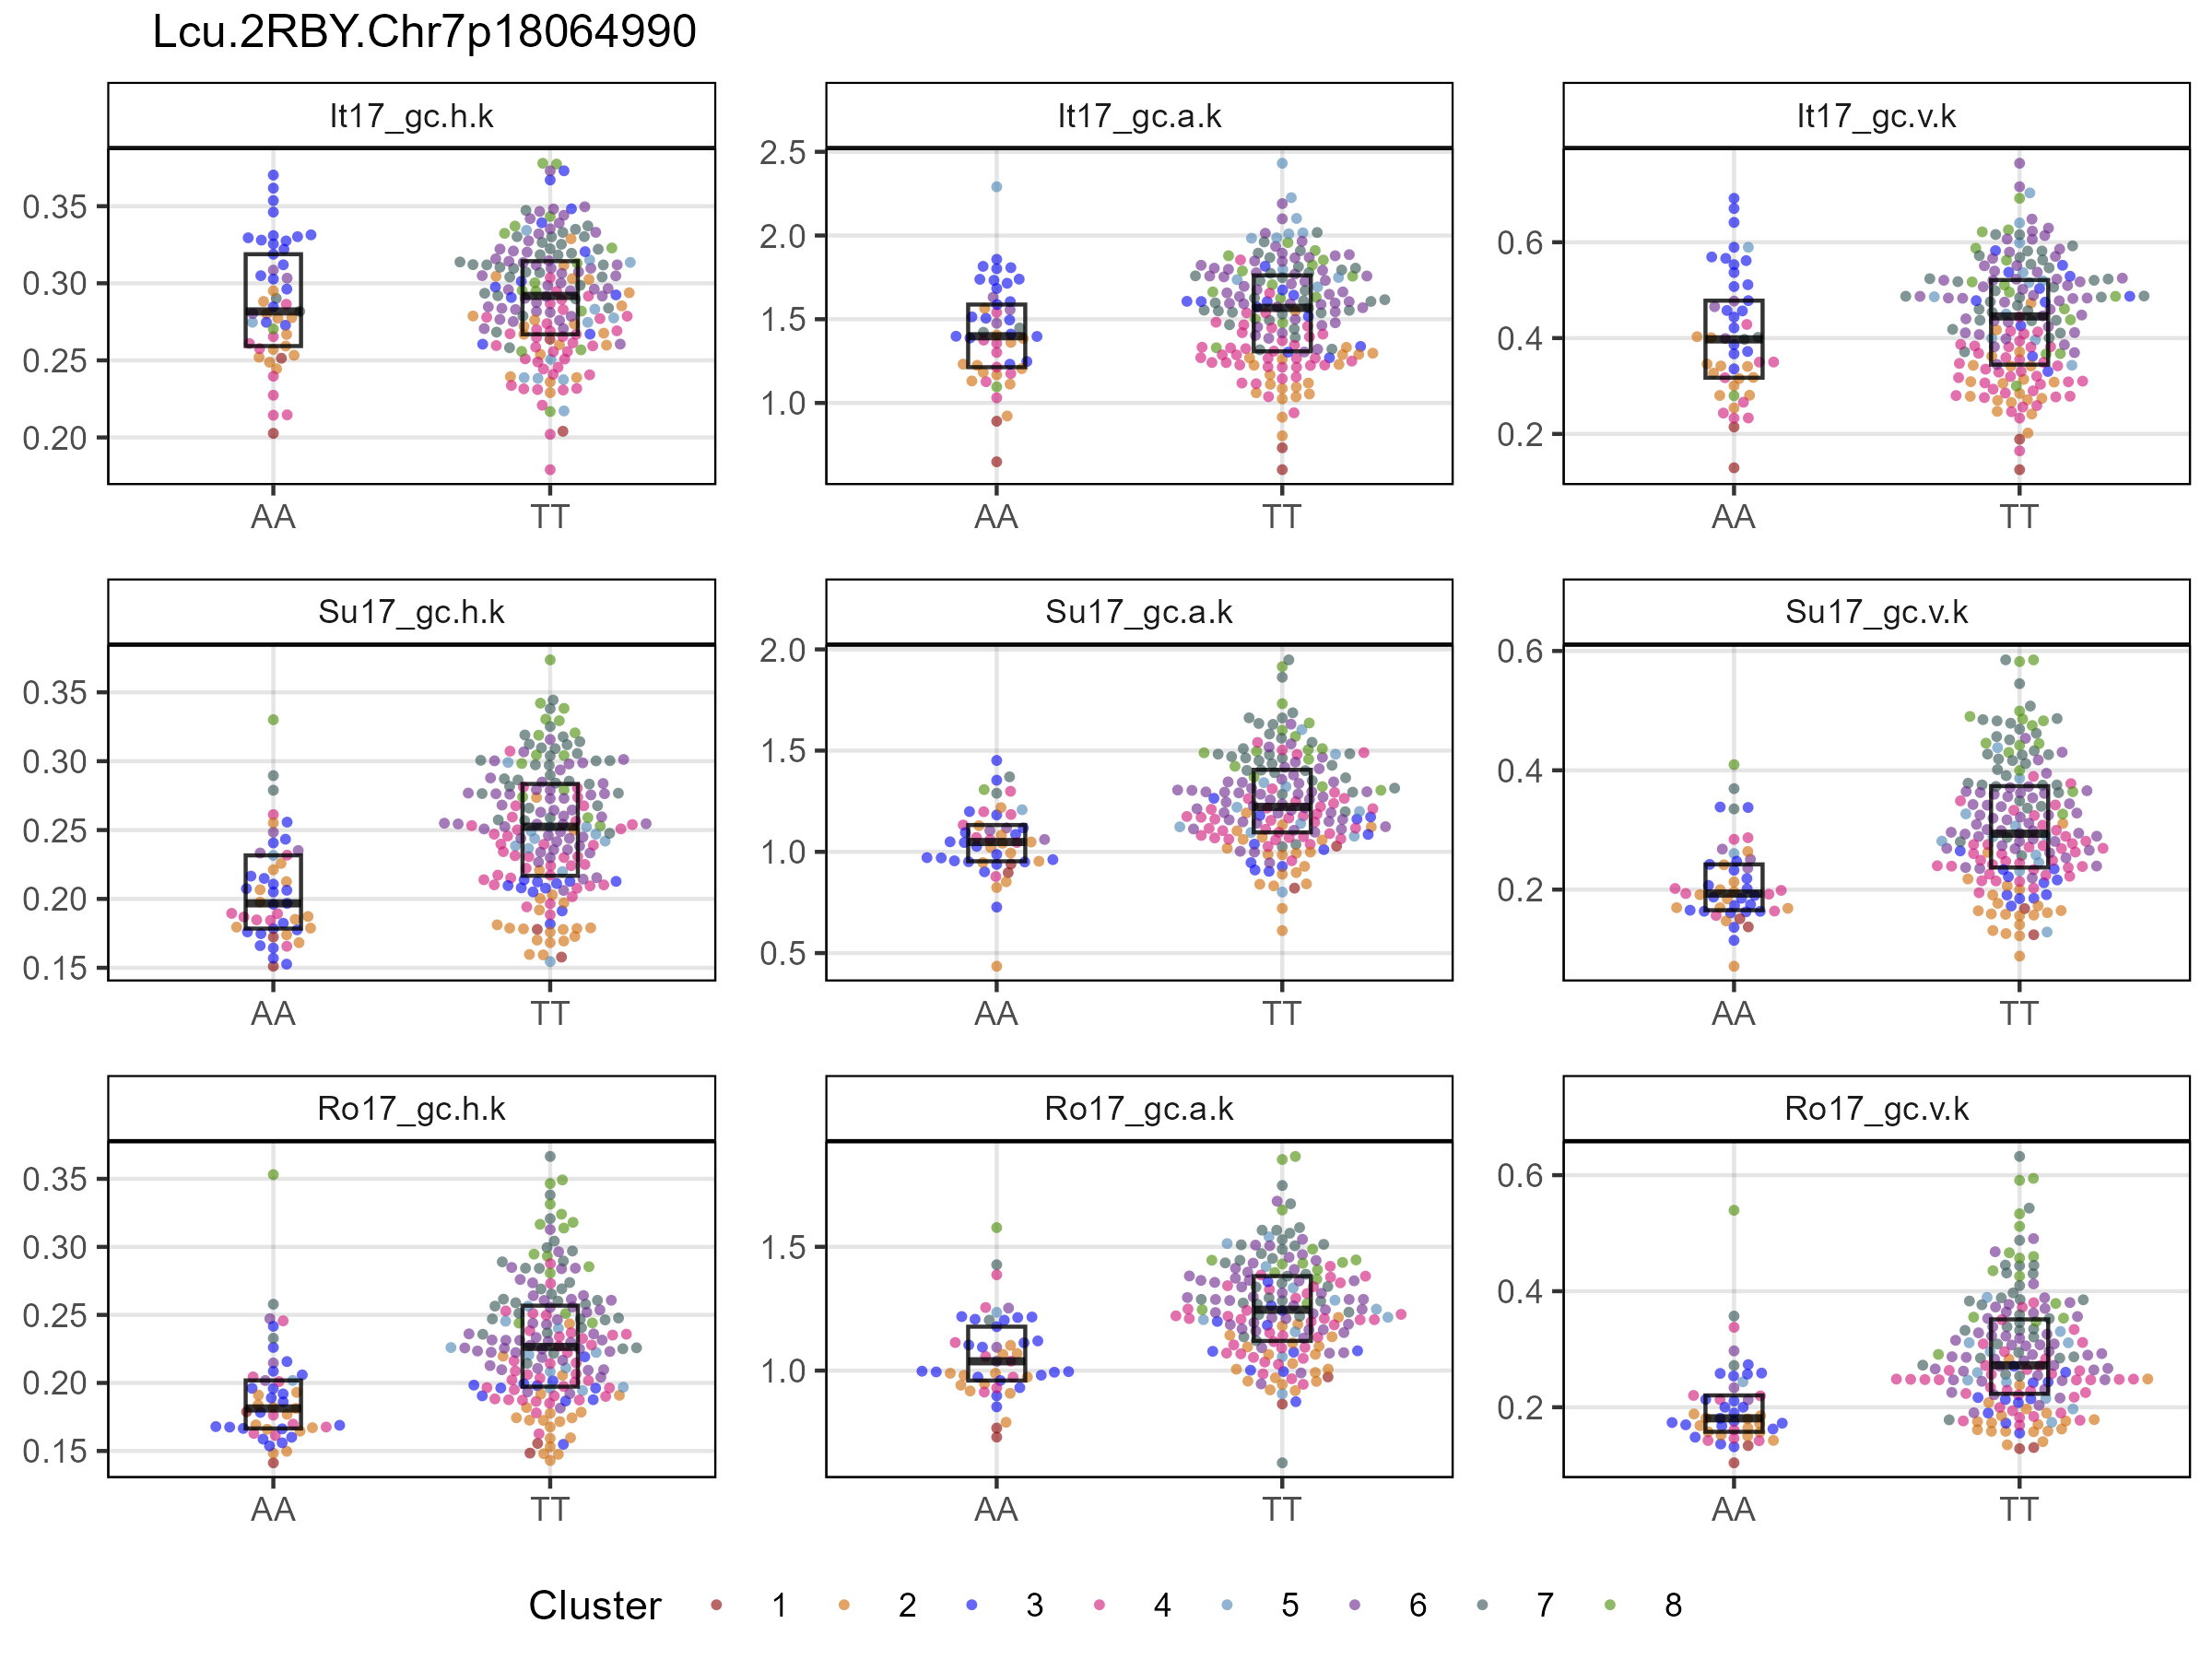 Lcu.2RBY.Chr7p18064990
It17_gc.h.k
It17_gc.a.k
It17_gc.v.k
0.35
0.30
0.25
0.20
AA TT
2.5
2.0
1.5
1.0
AA TT
0.6
0.4
0.2
AA TT
Su17_gc.h.k
Su17_gc.a.k
Su17_gc.v.k
0.35
0.30
0.25
0.20
0.15
AA TT
2.0
1.5
1.0
0.5
AA TT
0.6
0.4
0.2
AA TT
Ro17_gc.h.k
Ro17_gc.a.k
Ro17_gc.v.k
0.35
0.30
0.25
0.20
0.15
AA TT
1.5
1.0
AA TT
0.6
0.4
0.2
AA TT
Cluster 1 2 3 4 5 6 7 8